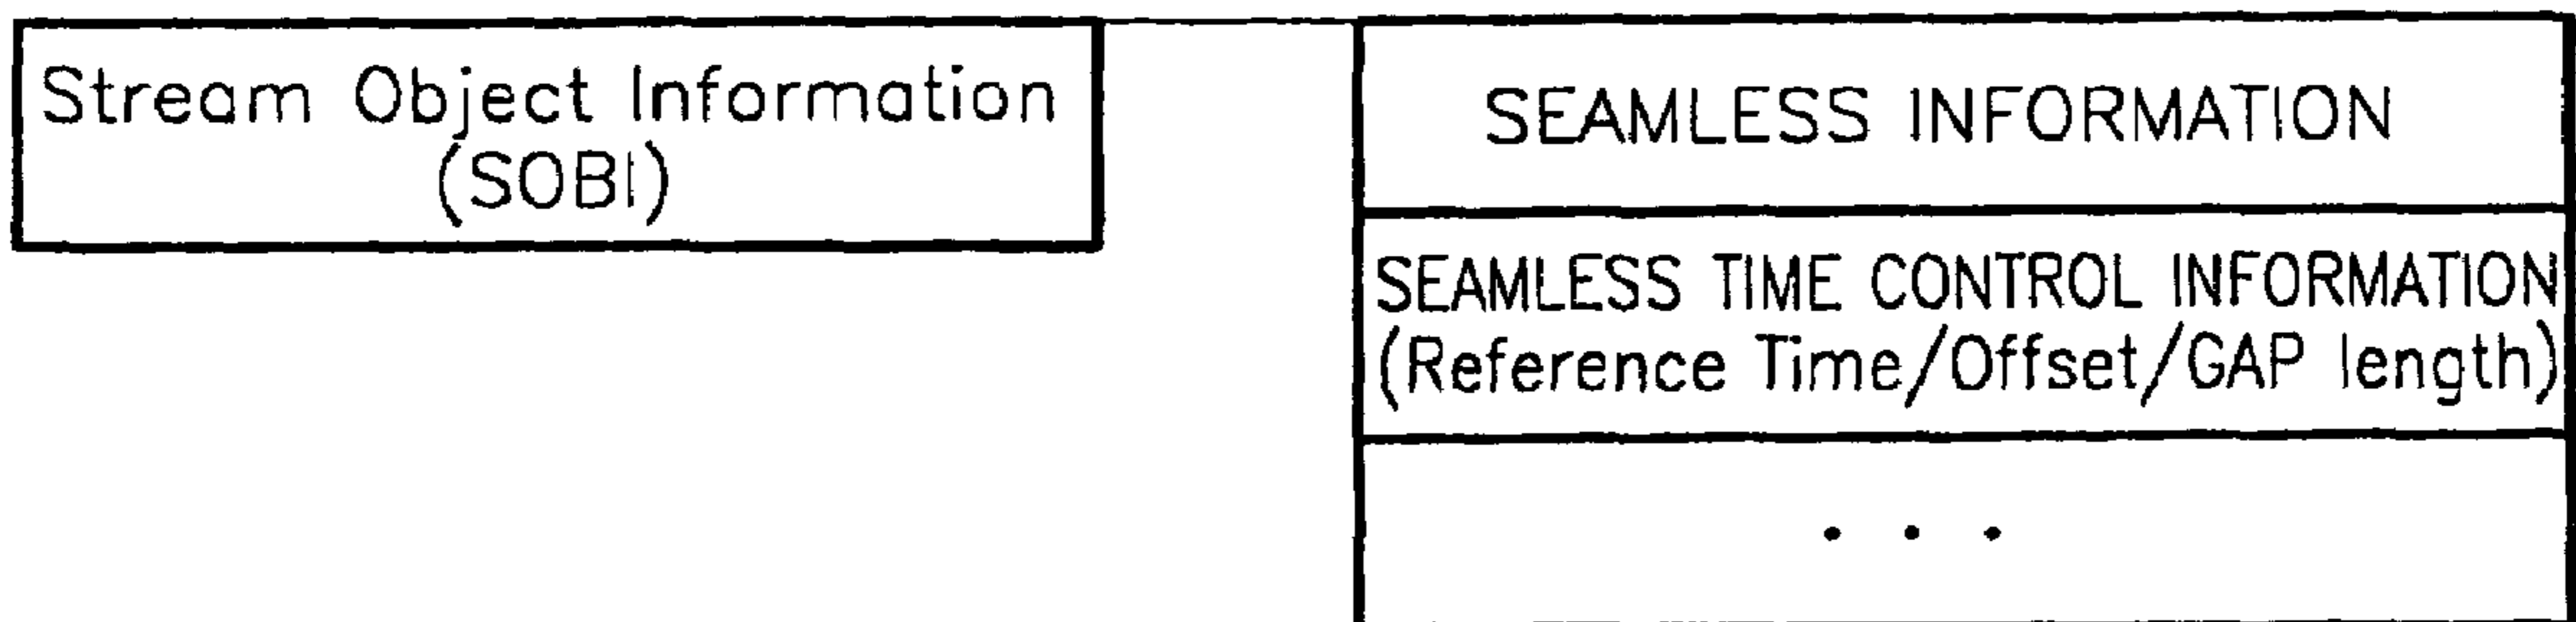 Stream Object Information
(SOBI)
SEAMLESS INFORMATION
SEAMLESS TIME CONTROL INFORMATION
(Reference Time/Offset/GAP length)
. . .